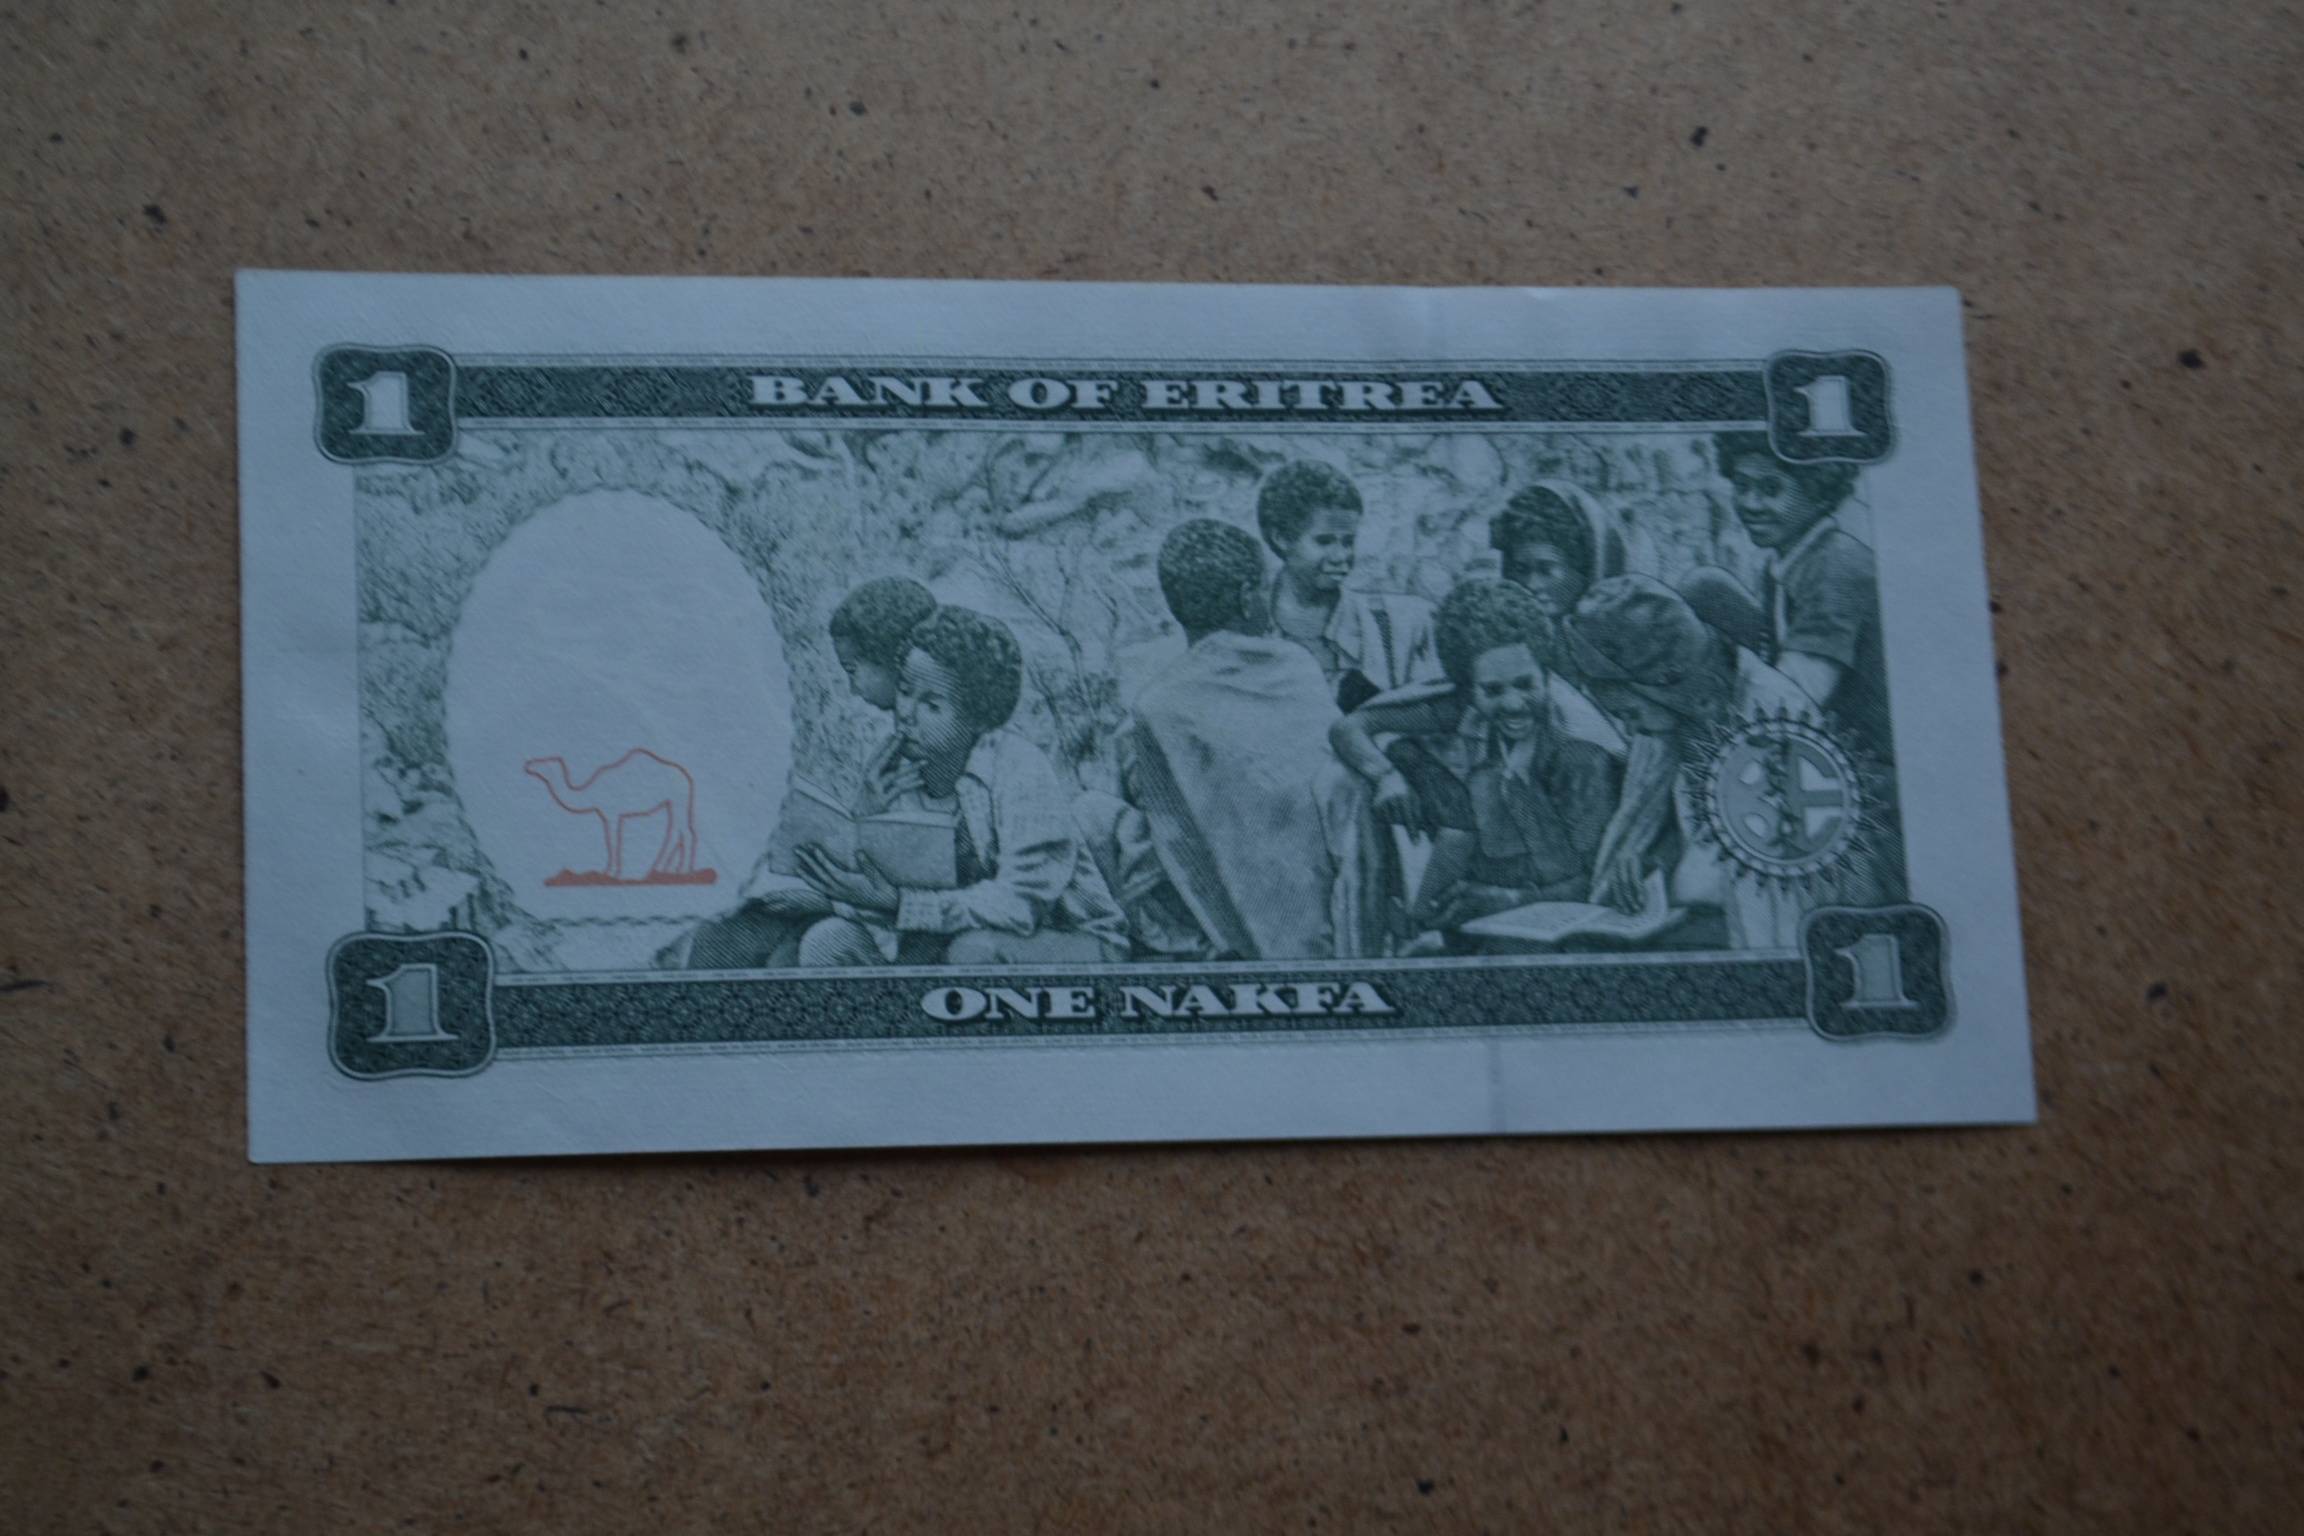 1 BANK OF ERITREA 1
1 ONE NAKFA 1